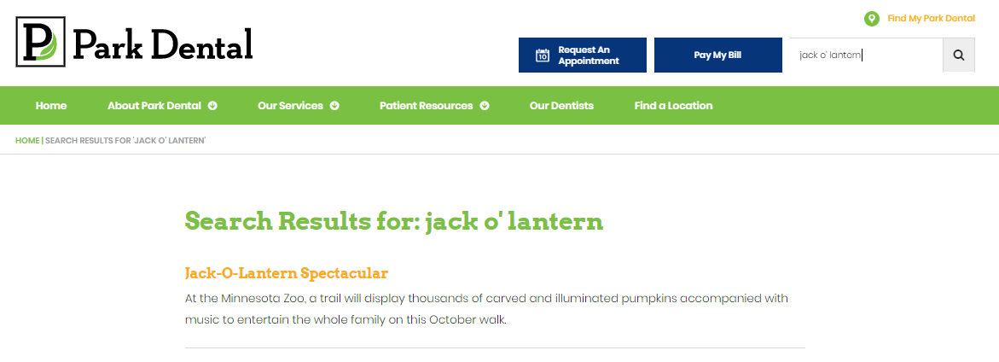 Find My Park Dental
P Park Dental
10 Request An
Appointment
Pay My Bill
jack o' lantern
Home About Park Dental Our Services Patient Resources Our Dentists Find a Location
HOME | SEARCH RESULTS FOR 'JACK O' LANTERN'
Search Results for: jack o' lantern
Jack-O-Lantern Spectacular
At the Minnesota Zoo, a trail will display thousands of carved and illuminated pumpkins accompanied with
music to entertain the whole family on this October walk.